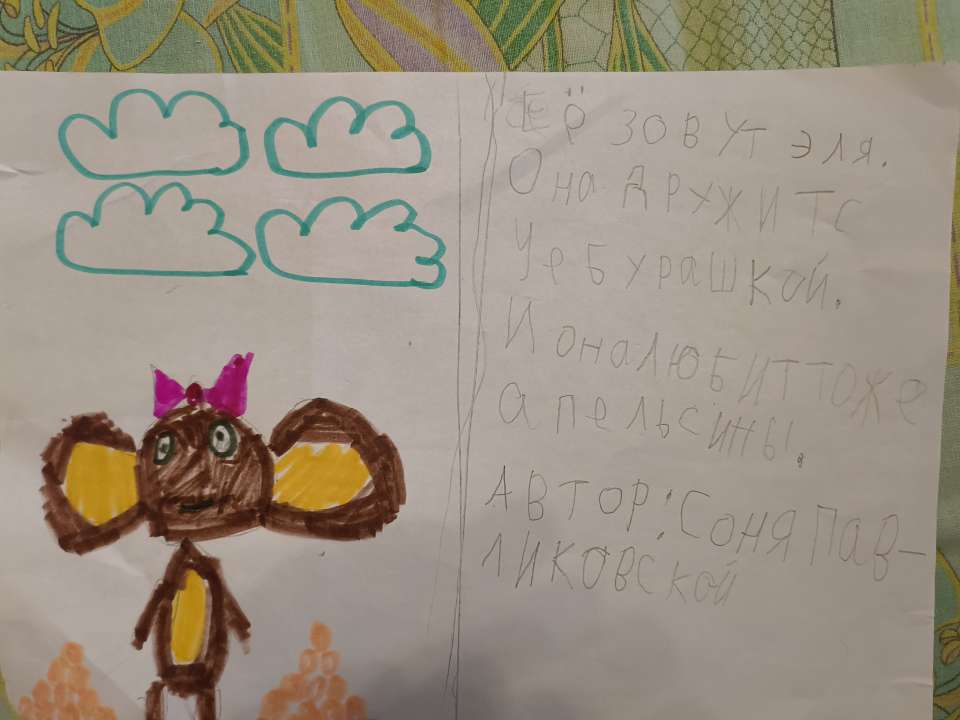 Её зовут эля.
Она дружит с
Чебурашкой.
И она любит тоже
апельсины.
Автор: Соня Пав-
ликовской